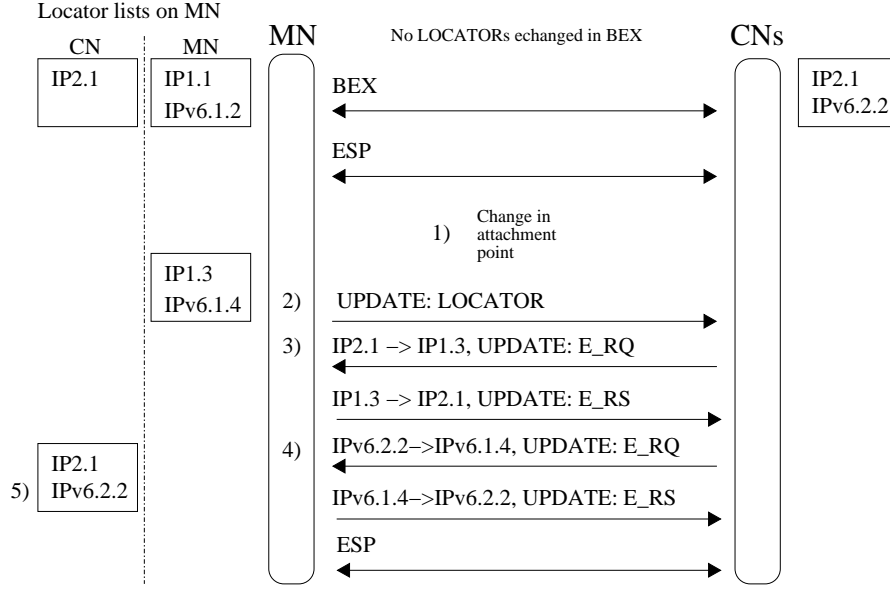 Locator lists on MN
CN
MN
MN
No LOCATORs echanged in BEX
CNs
IP2.1
IP1.1
IPv6.1.2
BEX
IP2.1
IPv6.2.2
ESP
1)
Change in
attachment
point
IP1.3
IPv6.1.4
2)
UPDATE: LOCATOR
3)
IP2.1 −> IP1.3, UPDATE: E_RQ
IP1.3 −> IP2.1, UPDATE: E_RS
4)
IPv6.2.2−>IPv6.1.4, UPDATE: E_RQ
IP2.1
5)
IPv6.2.2
IPv6.1.4−>IPv6.2.2, UPDATE: E_RS
ESP